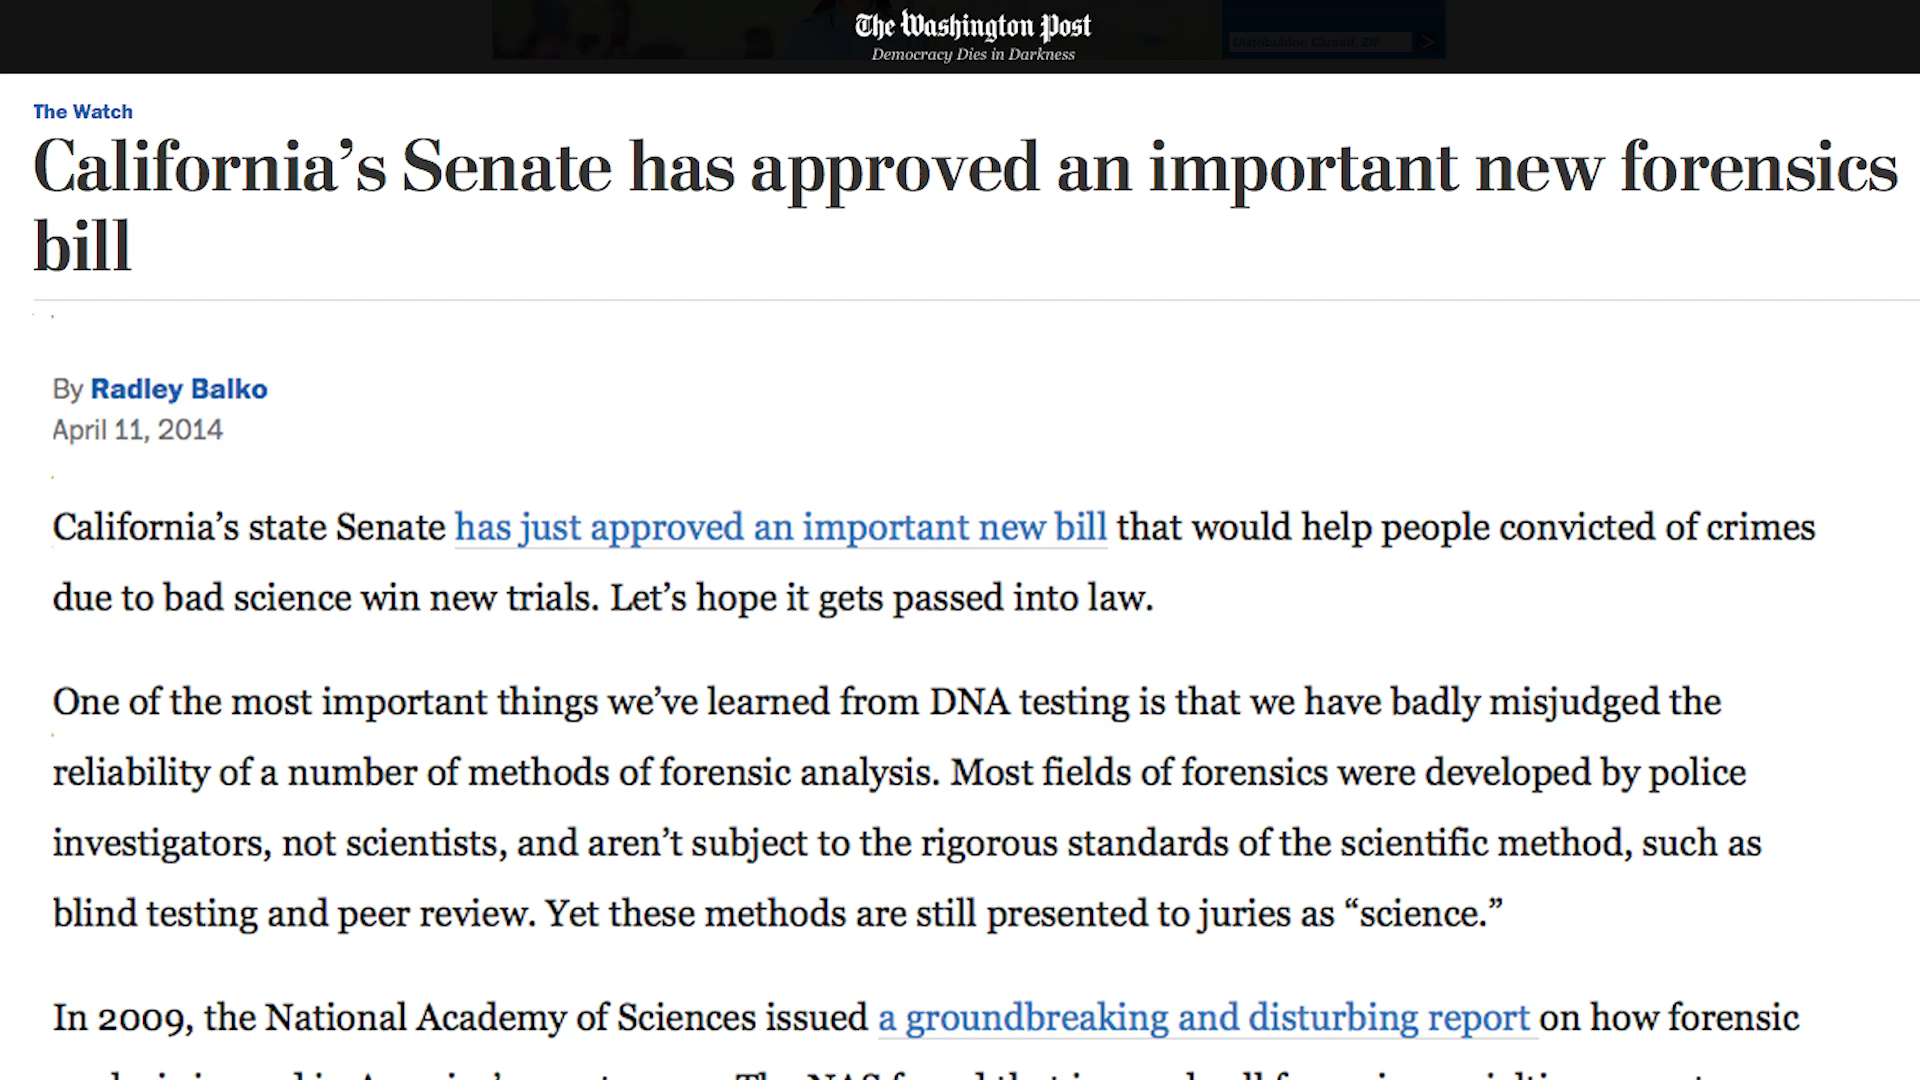 The Washington Post
Democracy Dies in Darkness
Distribuidor, Ciudad, ZIP
The Watch
California’s Senate has approved an important new forensics
bill
By Radley Balko
April 11, 2014
California’s state Senate has just approved an important new bill that would help people convicted of crimes
due to bad science win new trials. Let’s hope it gets passed into law.
One of the most important things we’ve learned from DNA testing is that we have badly misjudged the
reliability of a number of methods of forensic analysis. Most fields of forensics were developed by police
investigators, not scientists, and aren’t subject to the rigorous standards of the scientific method, such as
blind testing and peer review. Yet these methods are still presented to juries as “science.”
In 2009, the National Academy of Sciences issued a groundbreaking and disturbing report on how forensic